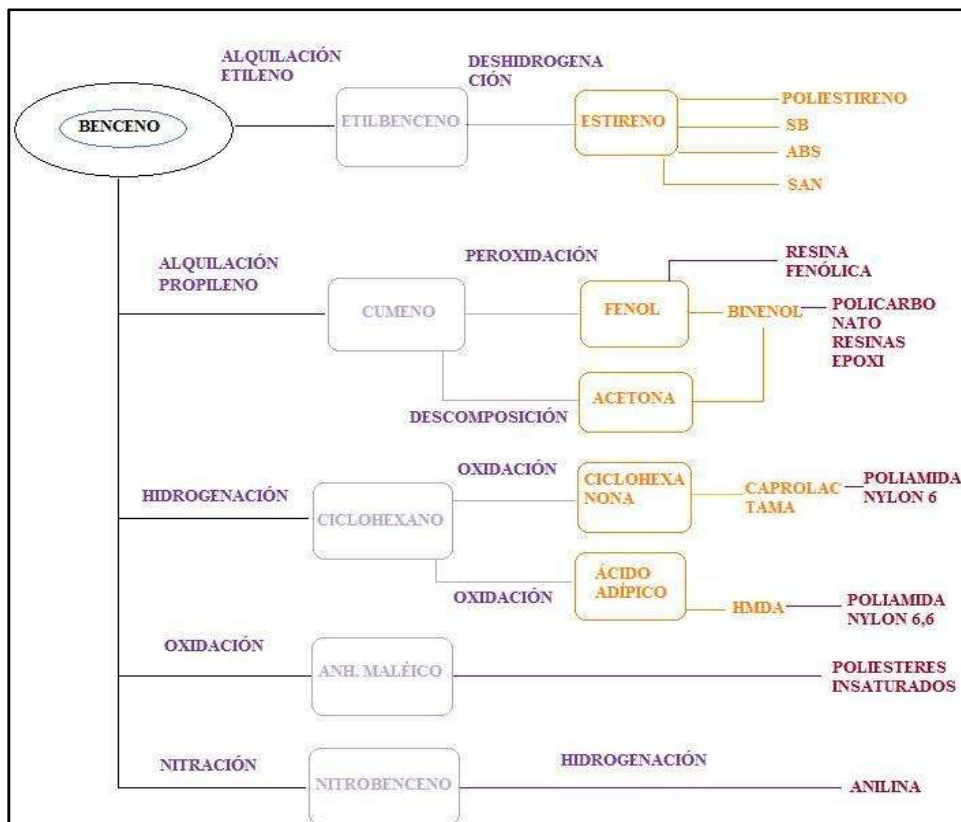 ALQUILACIÓN
ETILENO
DESHIDROGENA
CIÓN
BENCENO
ETILBENCENO
ESTIRENO
POLIESTIRENO
SB
ABS
SAN
ALQUILACIÓN
PROPILENO
PEROXIDACIÓN
RESINA
FENÓLICA
CUMENO
FENOL
BINENOL
POLICARBO
NATO
RESINAS
EPOXI
ACETONA
DESCOMPOSICIÓN
HIDROGENACIÓN
OXIDACIÓN
CICLOHEXANO
CICLOHEXA
NONA
CAPROLAC
TAMA
POLIAMIDA
NYLON 6
OXIDACIÓN
ÁCIDO
ADÍPICO
HMDA
POLIAMIDA
NYLON 6,6
OXIDACIÓN
ANH. MALÉICO
POLIESTERES
INSATURADOS
NITRACIÓN
NITROBENCENO
HIDROGENACIÓN
ANILINA